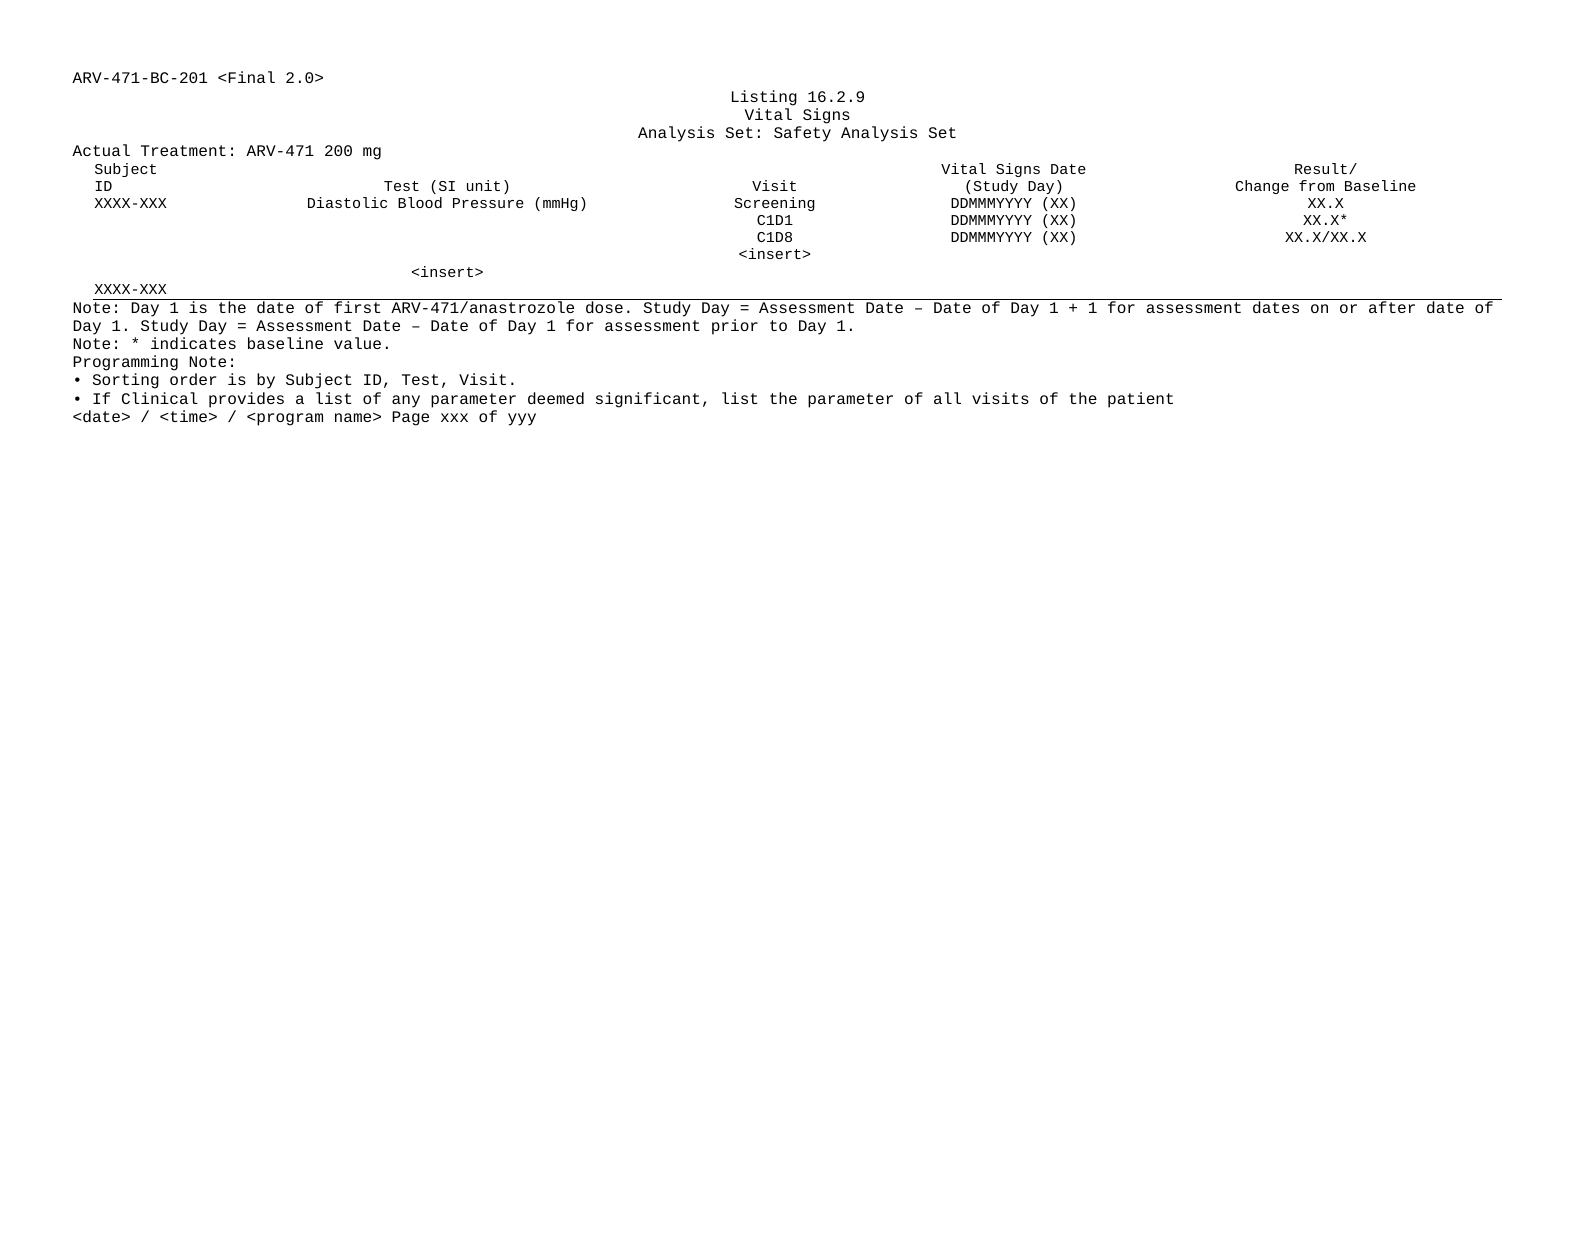 ARV-471-BC-201 <Final 2.0>
Listing 16.2.9
Vital Signs
Analysis Set: Safety Analysis Set
Actual Treatment: ARV-471 200 mg
Subject Vital Signs Date Result/
ID Test (SI unit) Visit (Study Day) Change from Baseline
XXXX-XXX Diastolic Blood Pressure (mmHg) Screening DDMMMYYYY (XX) XX.X
C1D1 DDMMMYYYY (XX) XX.X*
C1D8 DDMMMYYYY (XX) XX.X/XX.X
<insert>
<insert>
XXXX-XXX
Note: Day 1 is the date of first ARV-471/anastrozole dose. Study Day = Assessment Date – Date of Day 1 + 1 for assessment dates on or after date of
Day 1. Study Day = Assessment Date – Date of Day 1 for assessment prior to Day 1.
Note: * indicates baseline value.
Programming Note:
• Sorting order is by Subject ID, Test, Visit.
• If Clinical provides a list of any parameter deemed significant, list the parameter of all visits of the patient
<date> / <time> / <program name> Page xxx of yyy